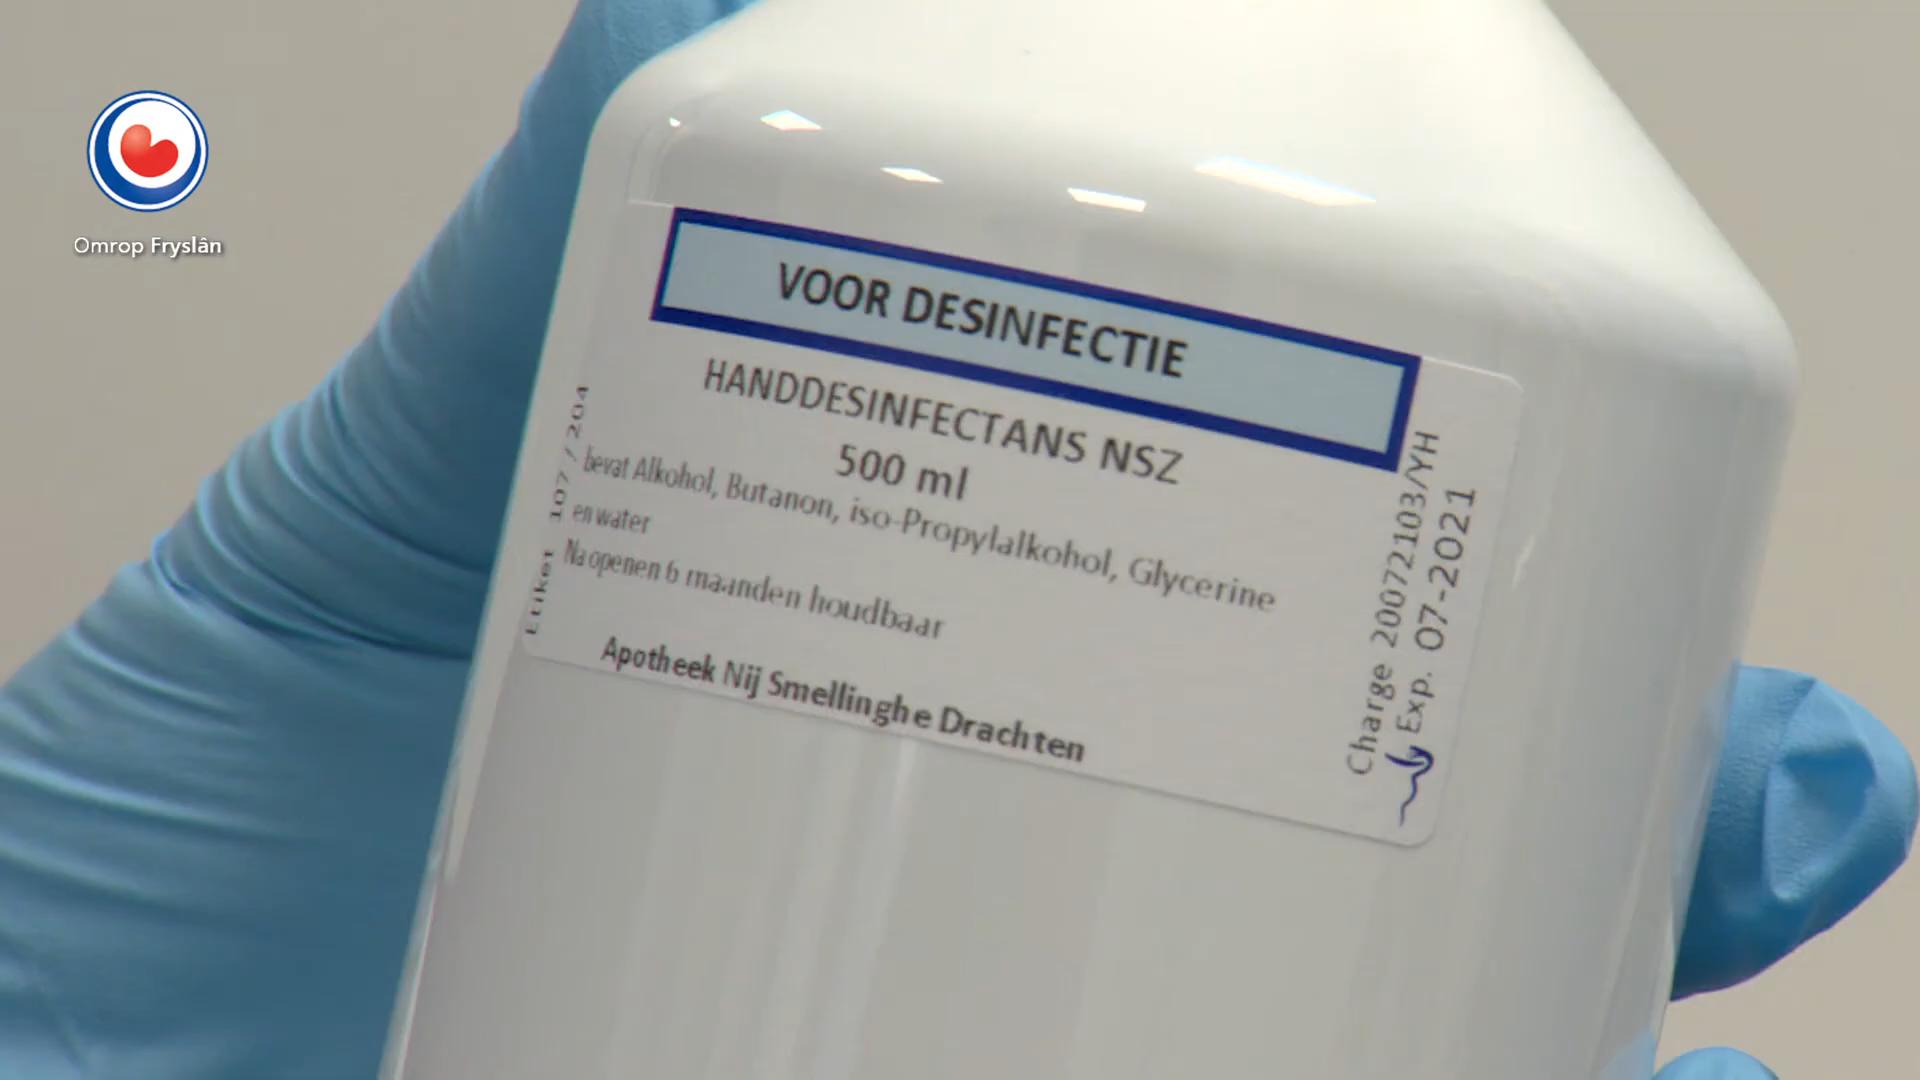 Omrop Fryslân
VOOR DESINFECTIE
HANDDESINFECTANS NSZ
500 ml
bevat Alkohol, Butanon, iso-Propylalkohol, Glycerine
en water
Na openen 6 maanden houdbaar
Apotheek Nij Smellinghe Drachten
Etiket 107 / 204
Charge 20072103/YH
Exp. 07-2021